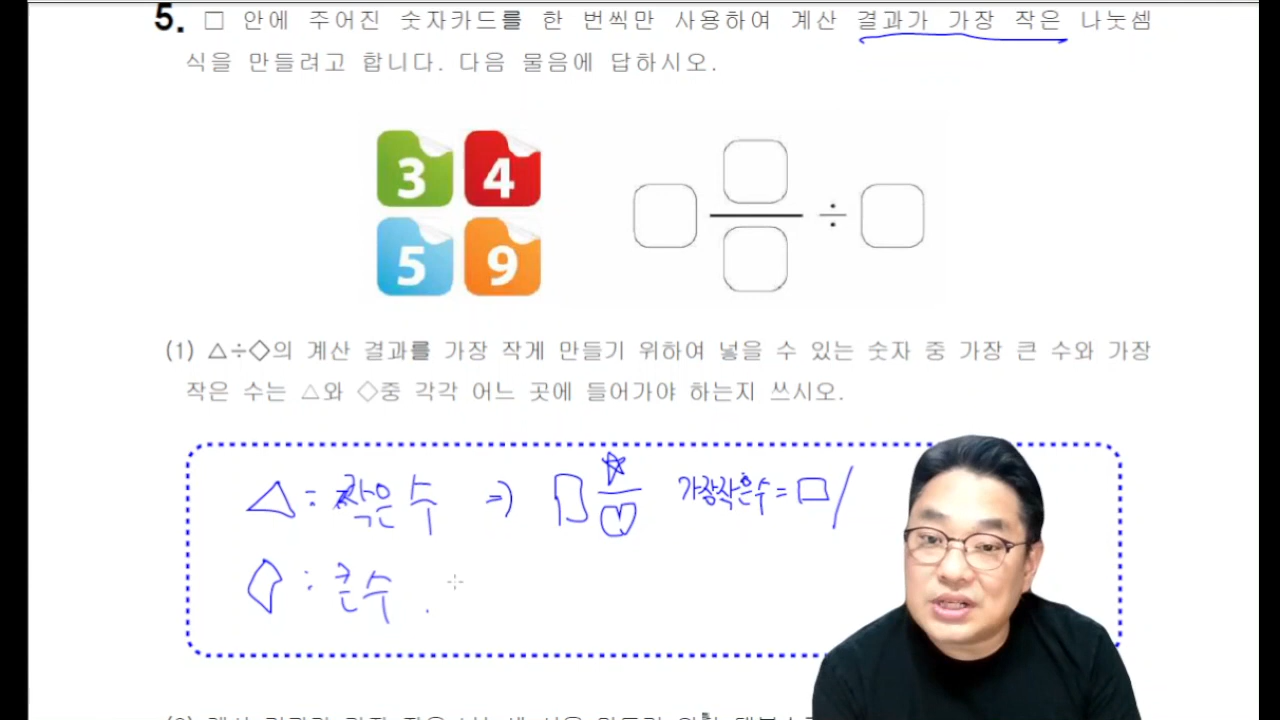 5. □ 안에 주어진 숫자카드를 한 번씩만 사용하여 계산 결과가 가장 작은 나눗셈
식을 만들려고 합니다. 다음 물음에 답하시오.
3 4
5 9
÷
(1) △÷◇의 계산 결과를 가장 작게 만들기 위하여 넣을 수 있는 숫자 중 가장 큰 수와 가장
작은 수는 △와 ◇중 각각 어느 곳에 들어가야 하는지 쓰시오.
△ : 작은 수 ⇒ □ ☆/♡ 가장작은수 = □
◇ : 큰 수 .